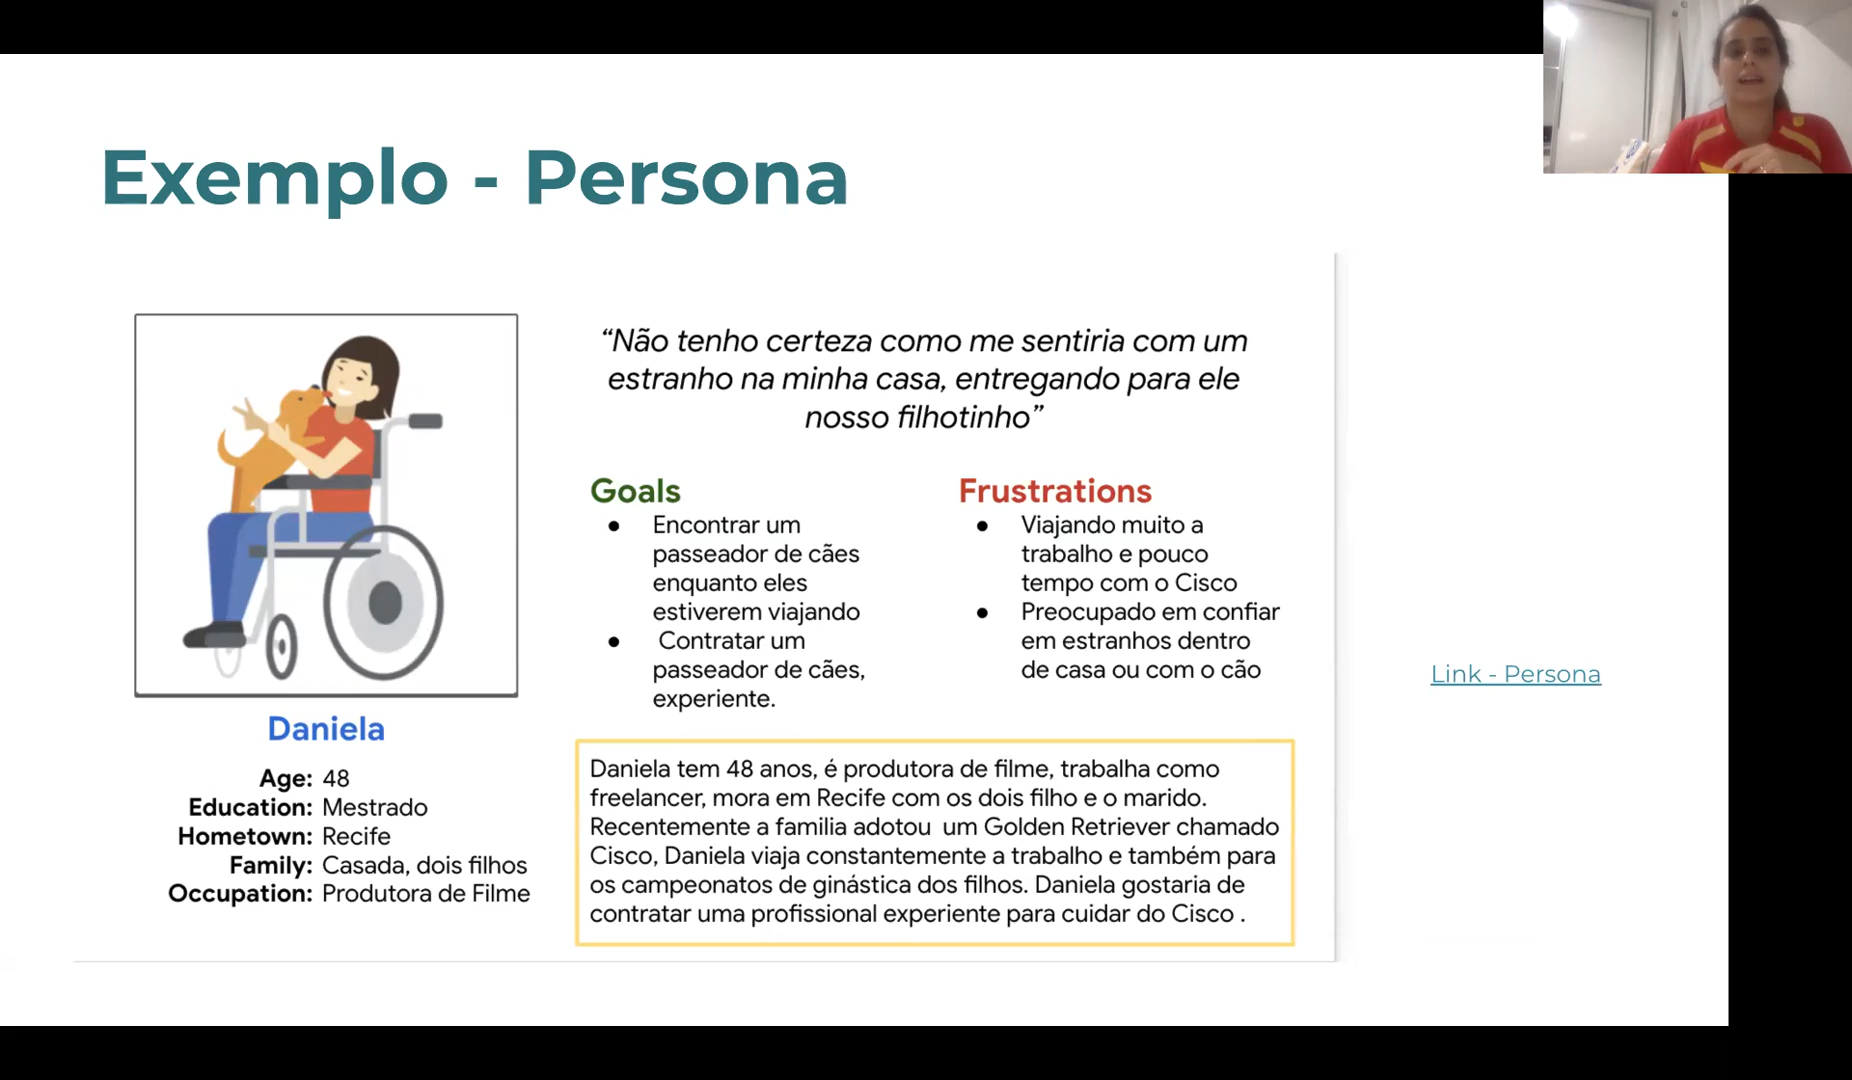 Exemplo - Persona
“Não tenho certeza como me sentiria com um
estranho na minha casa, entregando para ele
nosso filhotinho”
Goals
● Encontrar um
passeador de cães
enquanto eles
estiverem viajando
● Contratar um
passeador de cães,
experiente.
Frustrations
● Viajando muito a
trabalho e pouco
tempo com o Cisco
● Preocupado em confiar
em estranhos dentro
de casa ou com o cão
Link - Persona
Daniela
Age: 48
Education: Mestrado
Hometown: Recife
Family: Casada, dois filhos
Occupation: Produtora de Filme
Daniela tem 48 anos, é produtora de filme, trabalha como
freelancer, mora em Recife com os dois filho e o marido.
Recentemente a familia adotou um Golden Retriever chamado
Cisco, Daniela viaja constantemente a trabalho e também para
os campeonatos de ginástica dos filhos. Daniela gostaria de
contratar uma profissional experiente para cuidar do Cisco .